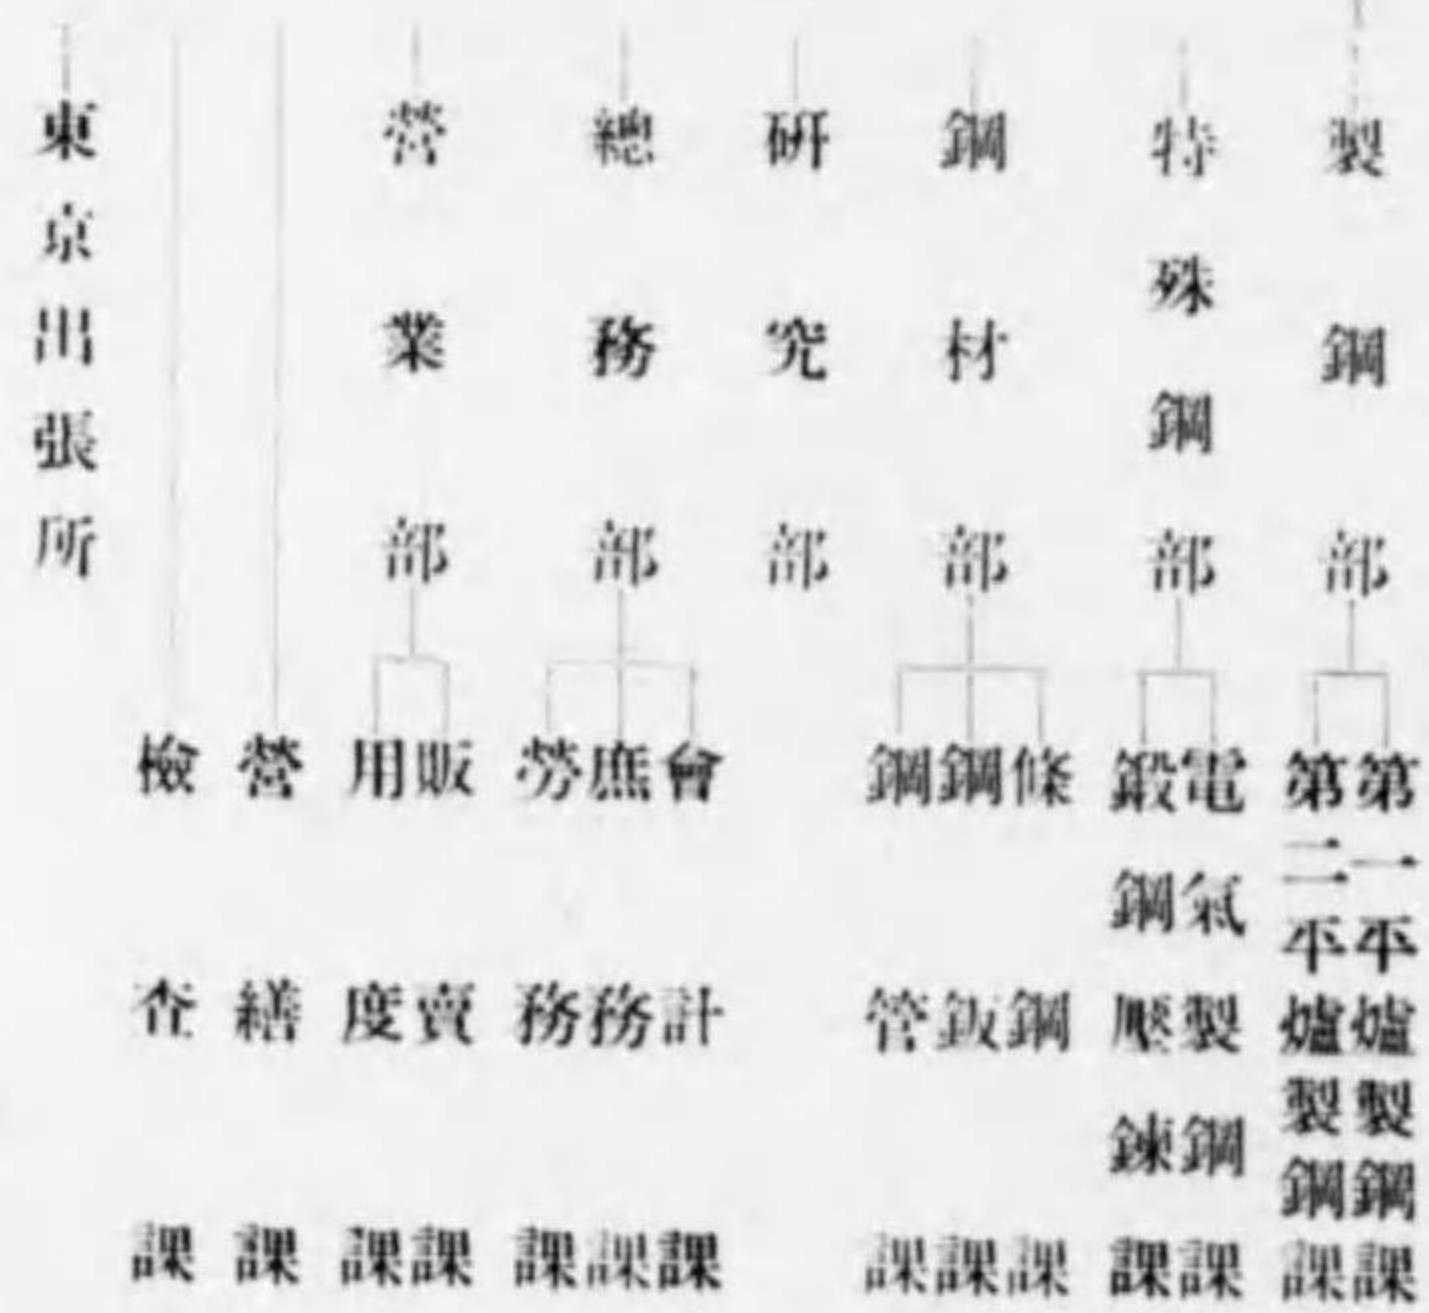 製鋼部
第一平爐製鋼課
第二平爐製鋼課
特殊鋼部
電氣製鋼課
鍛鋼壓鍊課
鋼材部
條鋼課
鋼鈑課
鋼管課
研究部
總務部
會計課
庶務課
勞務課
營業部
販賣課
用度課
營繕課
檢查課
東京出張所